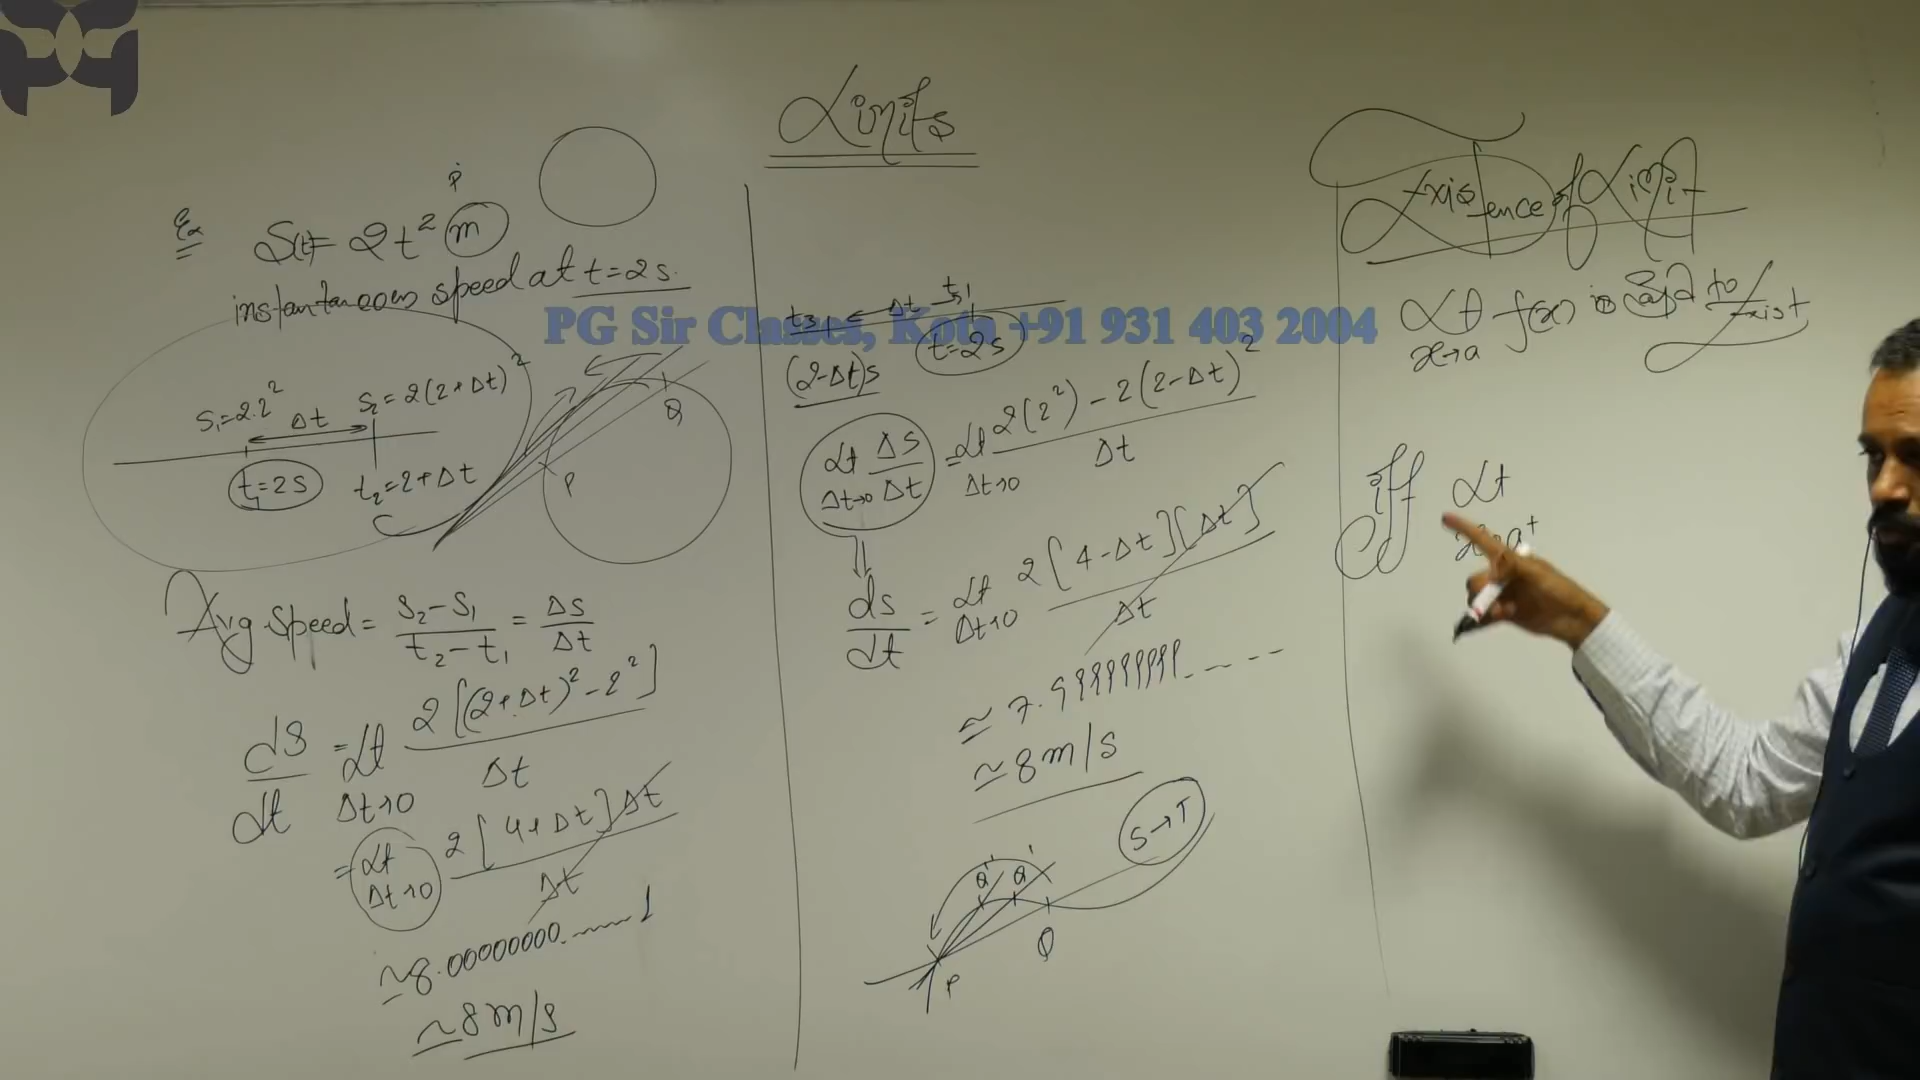 Limits
Ex
S(t) = 2t² m
P
instantaneous speed at t = 2s.
S₁ = 2.2²
Δt
S₂ = 2(2+Δt)²
t₁ = 2s
t₂ = 2+Δt
P
Q
Avg Speed = S₂-S₁ / t₂-t₁ = Δs / Δt
ds/dt = Lt Δt→0 2[(2+Δt)²-2²] / Δt
= Lt Δt→0 2[4+Δt]Δt / Δt
≃ 8.00000000.......1
≃ 8 m/s
PG Sir Classes, Kota +91 931 403 2004
Δt
t = 2s
(2-Δt)s
Lt Δt→0 Δs/Δt = Lt Δt→0 2(2²) - 2(2-Δt)² / Δt
ds/dt = Lt Δt→0 2[4-Δt][Δt] / Δt
≃ 7.9999999999.----
≃ 8 m/s
S→T
Q Q
Q
P
Existence of Limit
Lt x→a f(x) is said to exist
iff Lt x→a⁺